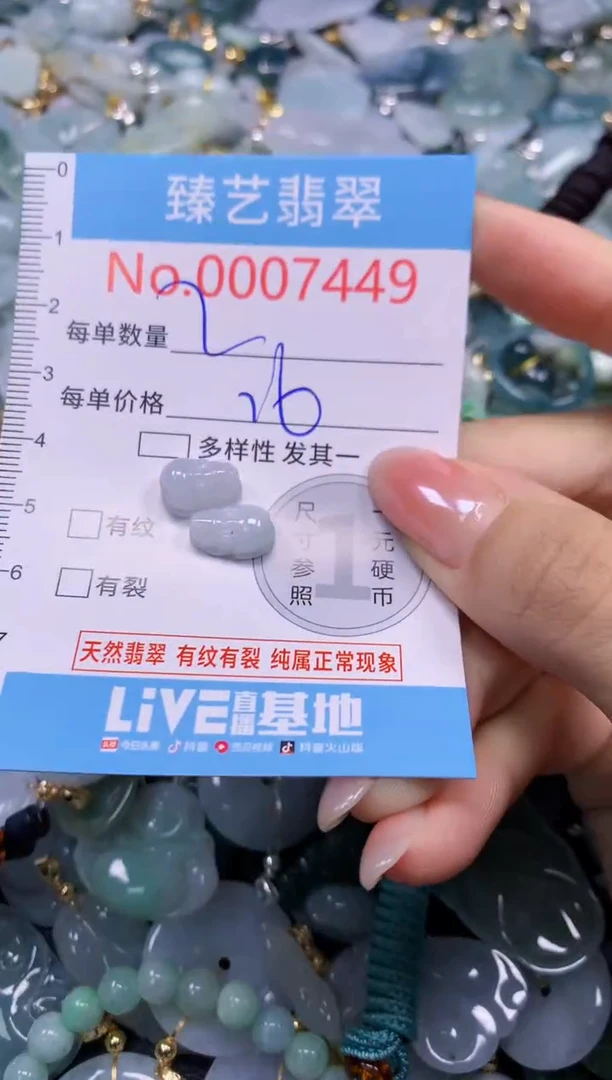 臻艺翡翠
No.0007449
每单数量 2
每单价格 16
多样性 发其一
有纹
有裂
尺寸参照
1
一元硬币
天然翡翠 有纹有裂 纯属正常现象
LiVE直播基地
今日头条 抖音 西瓜视频 抖音火山版
0
1
2
3
4
5
6
7